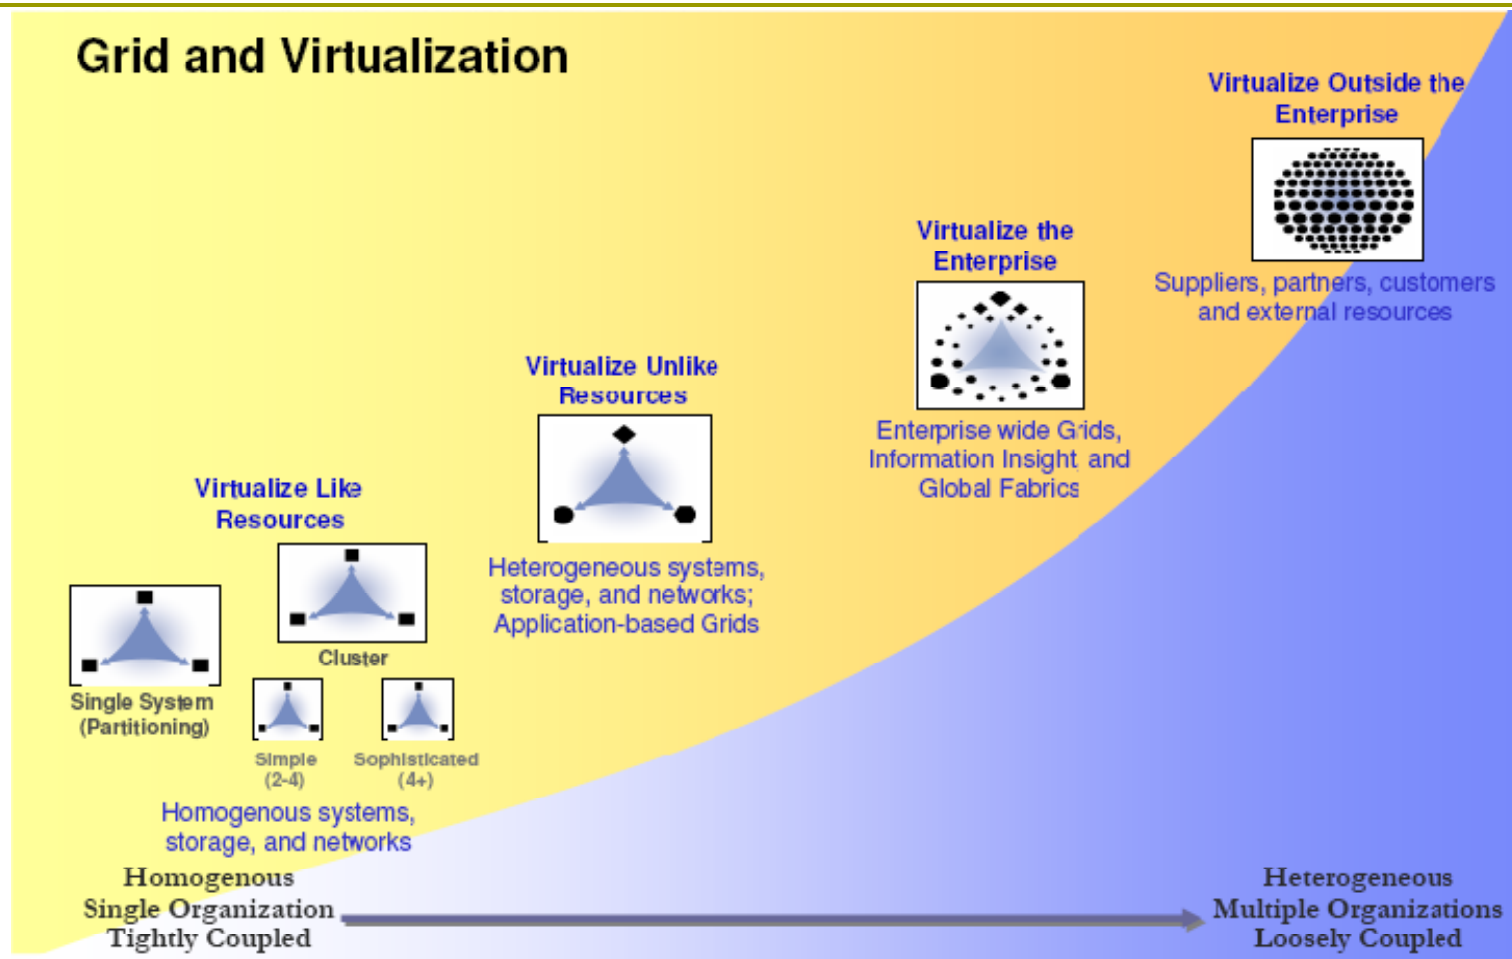 Grid and Virtualization
Virtualize Outside the
Enterprise
Suppliers, partners, customers
and external resources
Virtualize the
Enterprise
Enterprise wide Grids,
Information Insight, and
Global Fabrics
Virtualize Unlike
Resources
Heterogeneous systems,
storage, and networks;
Application-based Grids
Virtualize Like
Resources
Cluster
Single System
(Partitioning)
Simple
(2-4)
Sophisticated
(4+)
Homogenous systems,
storage, and networks
Homogenous
Single Organization
Tightly Coupled
Heterogeneous
Multiple Organizations
Loosely Coupled